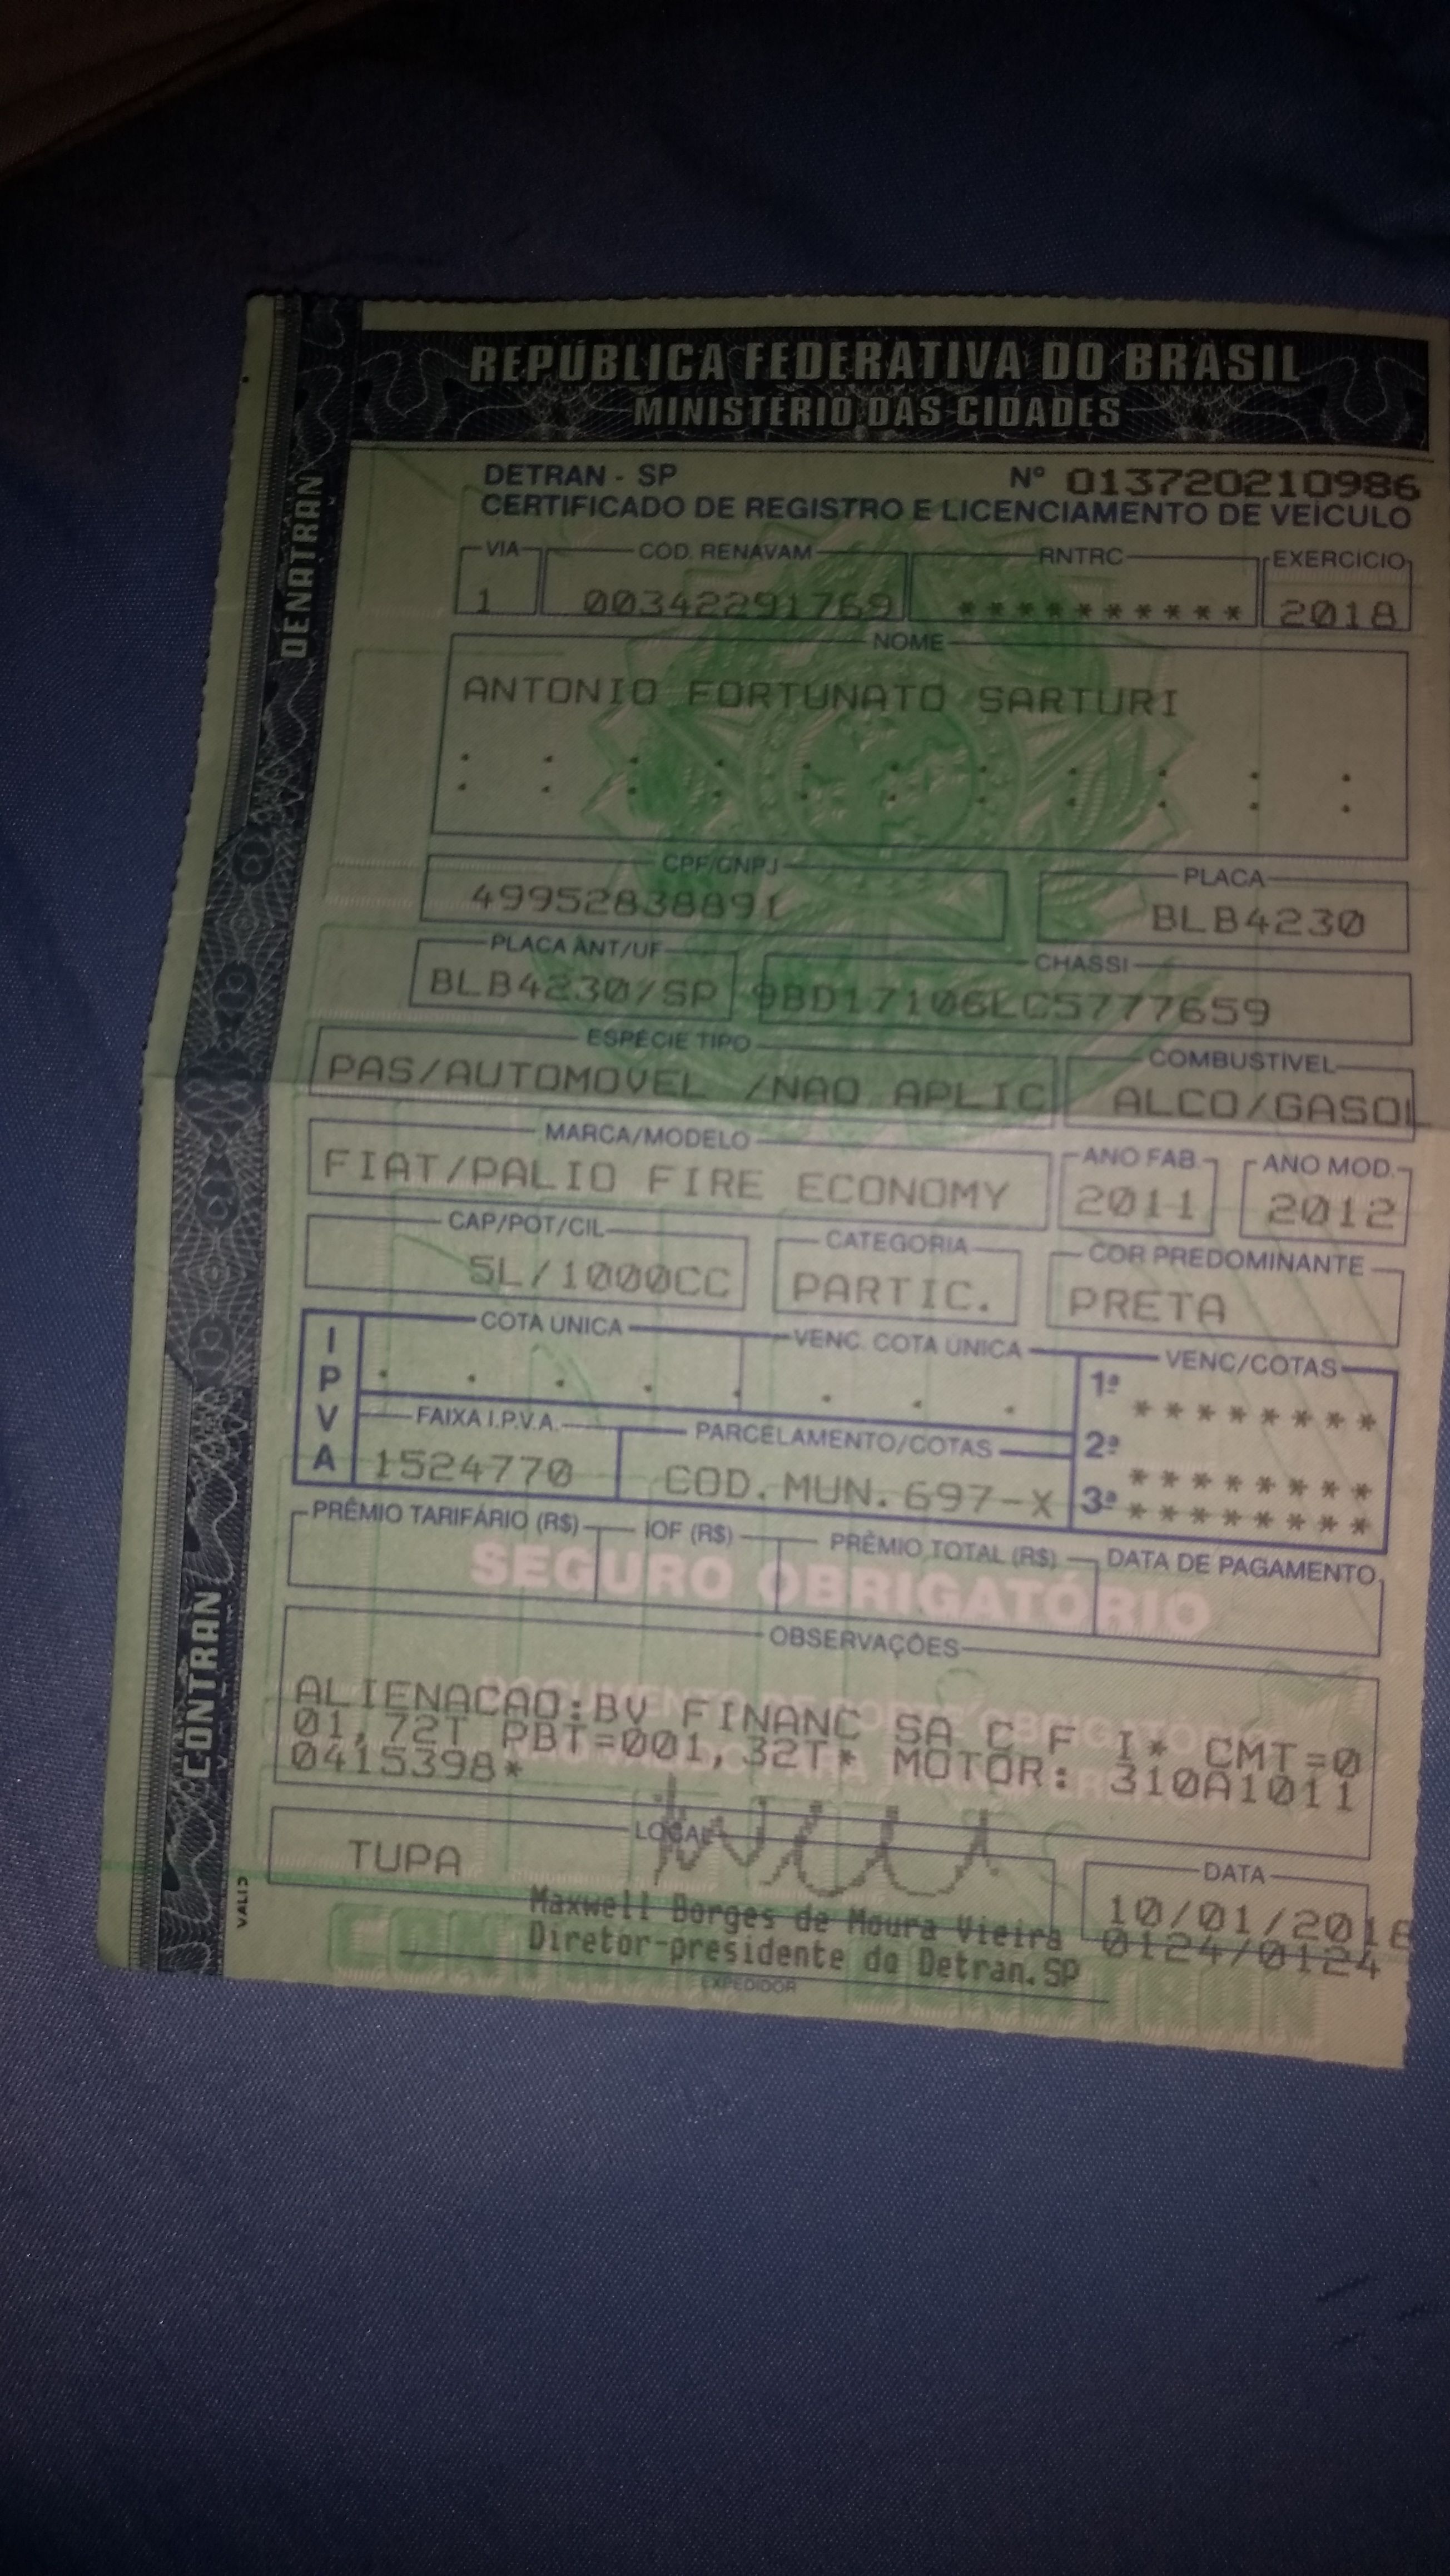 REPÚBLICA FEDERATIVA DO BRASIL
MINISTÉRIO DAS CIDADES
DENATRAN
CONTRAN
DETRAN - SP Nº 013720210986
CERTIFICADO DE REGISTRO E LICENCIAMENTO DE VEÍCULO
VIA CÓD. RENAVAM RNTRC EXERCÍCIO
1 00342291769 ********** 2018
NOME
ANTONIO FORTUNATO SARTURI
CPF/CNPJ PLACA
49952838891 BLB4230
PLACA ANT/UF CHASSI
BLB4230/SP 9BD17106LC5777659
ESPÉCIE TIPO COMBUSTÍVEL
PAS/AUTOMOVEL /NAO APLIC ALCO/GASOL
MARCA/MODELO ANO FAB. ANO MOD.
FIAT/PALIO FIRE ECONOMY 2011 2012
CAP/POT/CIL CATEGORIA COR PREDOMINANTE
5L/1000CC PARTIC. PRETA
IPVA
COTA ÚNICA VENC. COTA ÚNICA VENC/COTAS
1ª ********
FAIXA I.P.V.A. PARCELAMENTO/COTAS 2ª ********
1524770 COD.MUN.697-X 3ª ********
PRÊMIO TARIFÁRIO (R$) IOF (R$) PRÊMIO TOTAL (R$) DATA DE PAGAMENTO
SEGURO OBRIGATÓRIO
OBSERVAÇÕES
ALIENACAO:BV FINANC SA C F I* CMT=0
01,72T PBT=001,32T* MOTOR: 310A1011
0415398*
LOCAL DATA
TUPA 10/01/2018
Maxwell Borges de Moura Vieira 0124/0124
Diretor-presidente do Detran.SP
EXPEDIDOR
VALID